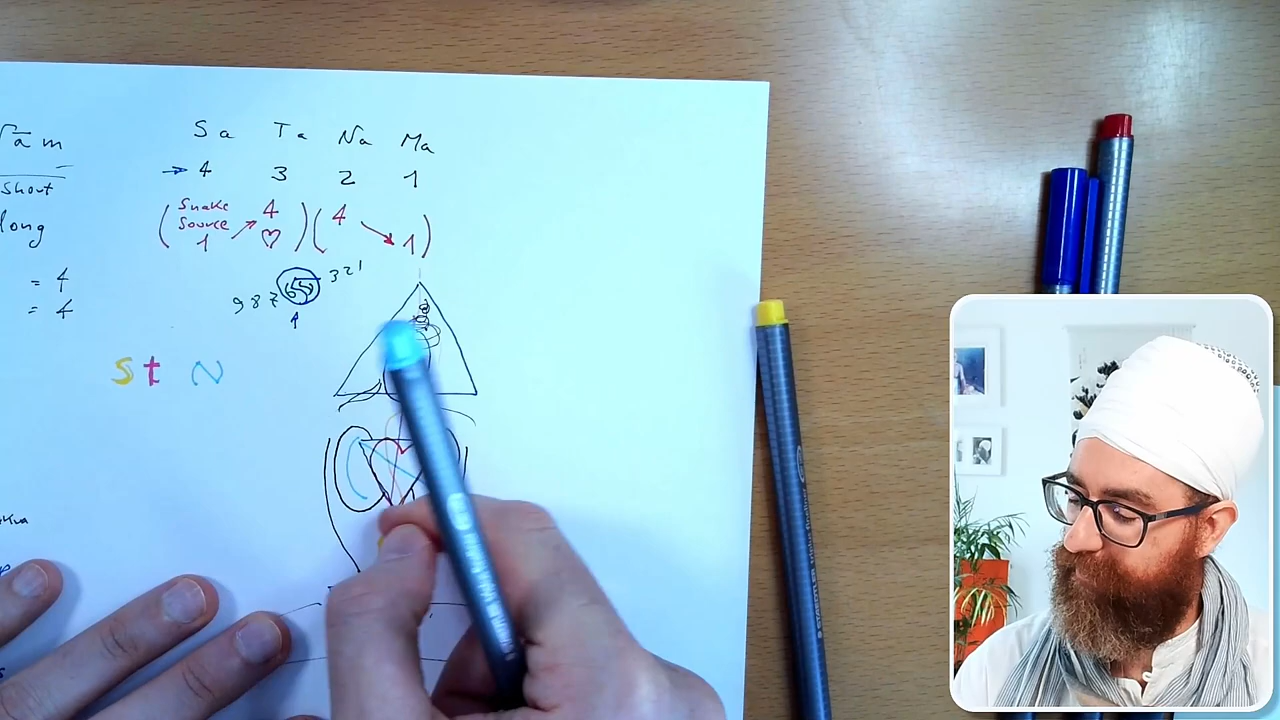 am
short
long
= 4
= 4
Sa Ta Na Ma
→ 4 3 2 1
(Snake Source 1 ↗ 4 ♡)(4 ↘ 1)
9 8 7 6 5 3 2 1
4
S t N